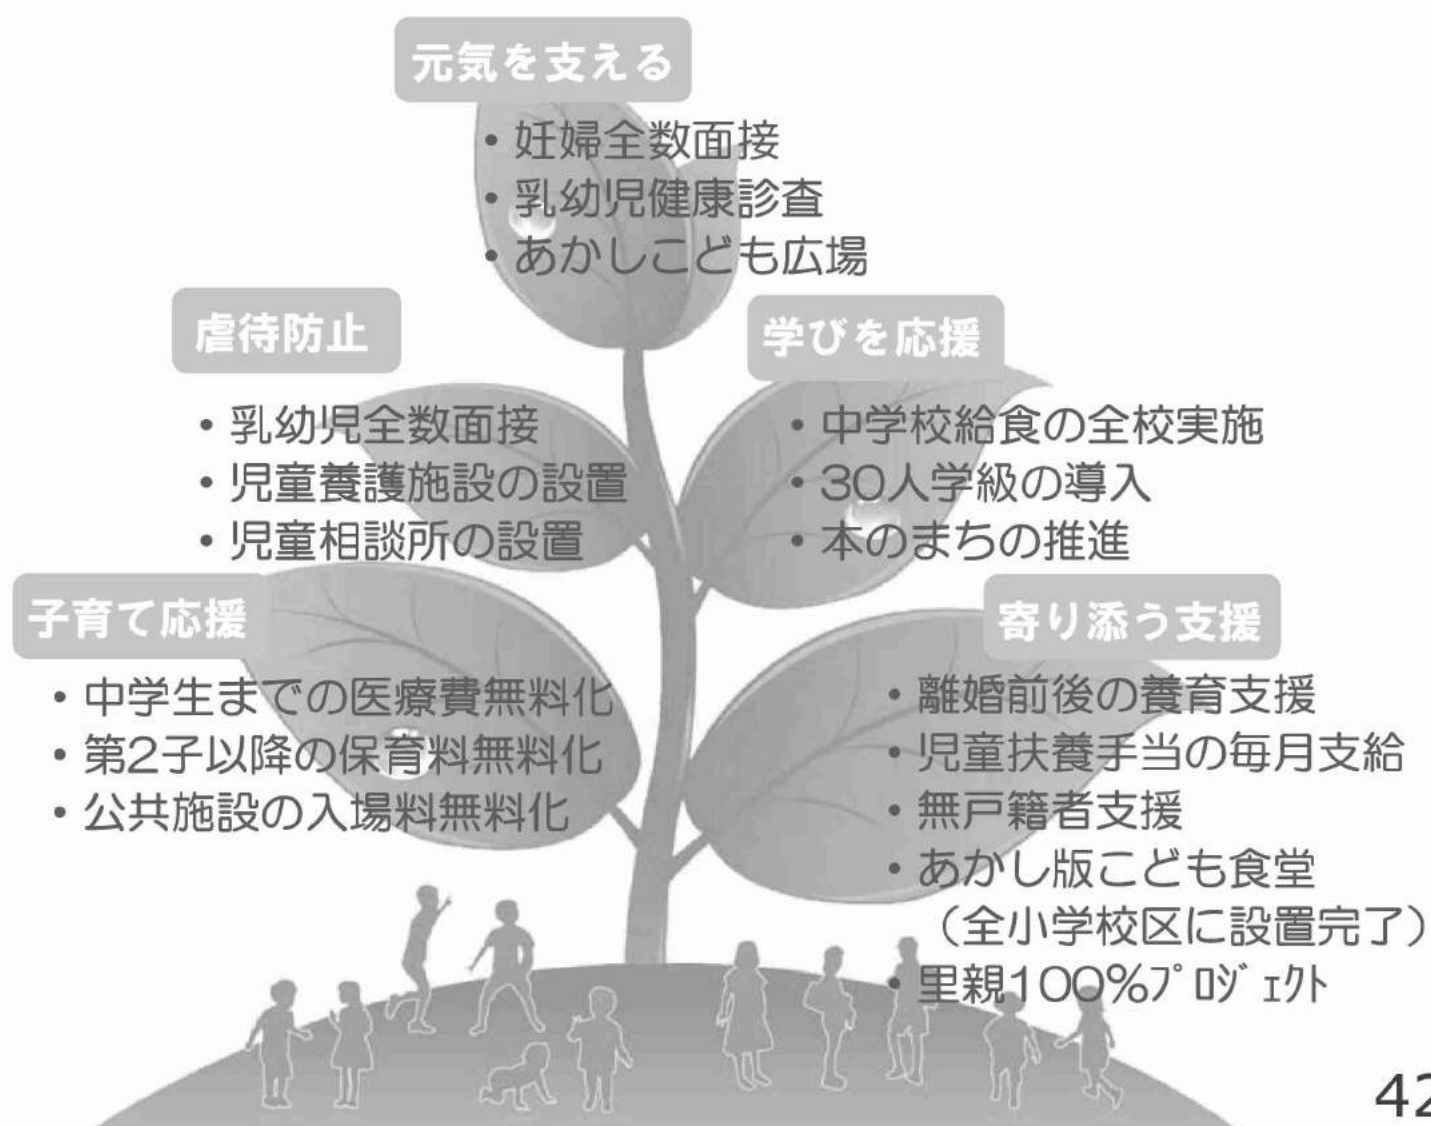 元気を支える
・妊婦全数面接
・乳幼児健康診査
・あかしこども広場
虐待防止
・乳幼児全数面接
・児童養護施設の設置
・児童相談所の設置
学びを応援
・中学校給食の全校実施
・30人学級の導入
・本のまちの推進
子育て応援
・中学生までの医療費無料化
・第2子以降の保育料無料化
・公共施設の入場料無料化
寄り添う支援
・離婚前後の養育支援
・児童扶養手当の毎月支給
・無戸籍者支援
・あかし版こども食堂
（全小学校区に設置完了）
・里親100%ﾌﾟﾛｼﾞｪｸﾄ
42